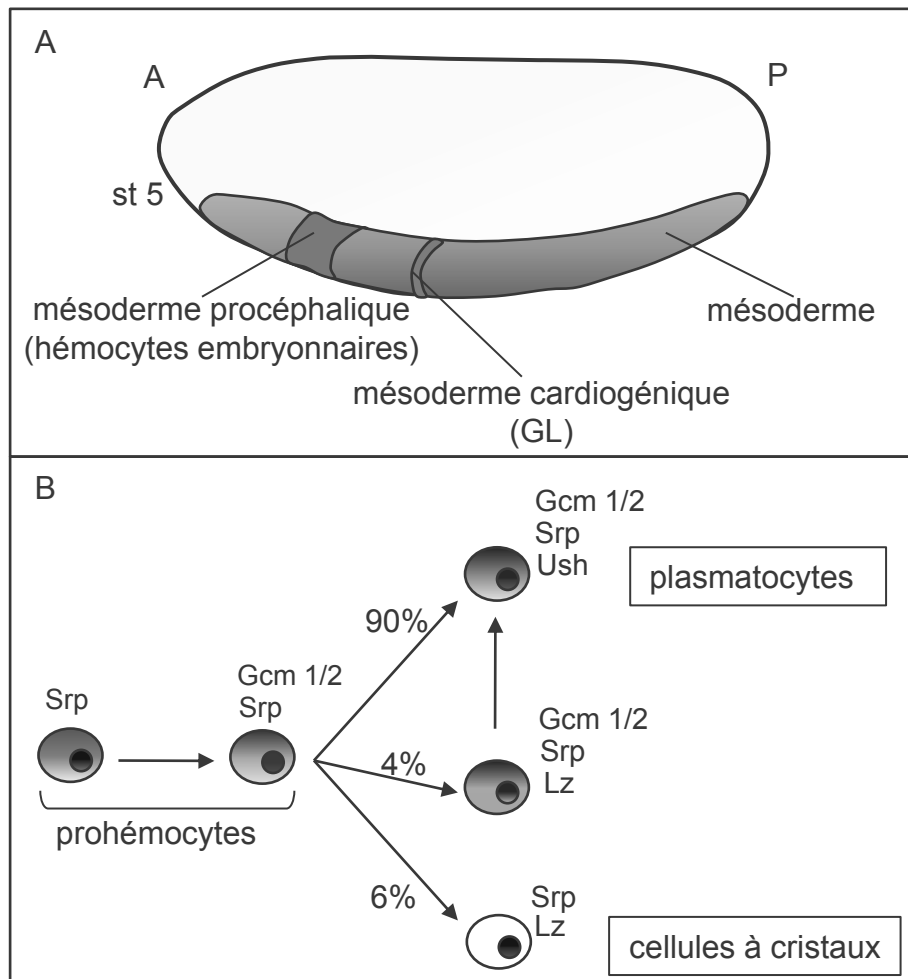 A
A
P
st 5
mésoderme procéphalique
(hémocytes embryonnaires)
mésoderme
mésoderme cardiogénique
(GL)
B
Gcm 1/2
Srp
Ush
plasmatocytes
90%
Srp
Gcm 1/2
Srp
Gcm 1/2
Srp
Lz
4%
prohémocytes
6%
Srp
Lz
cellules à cristaux